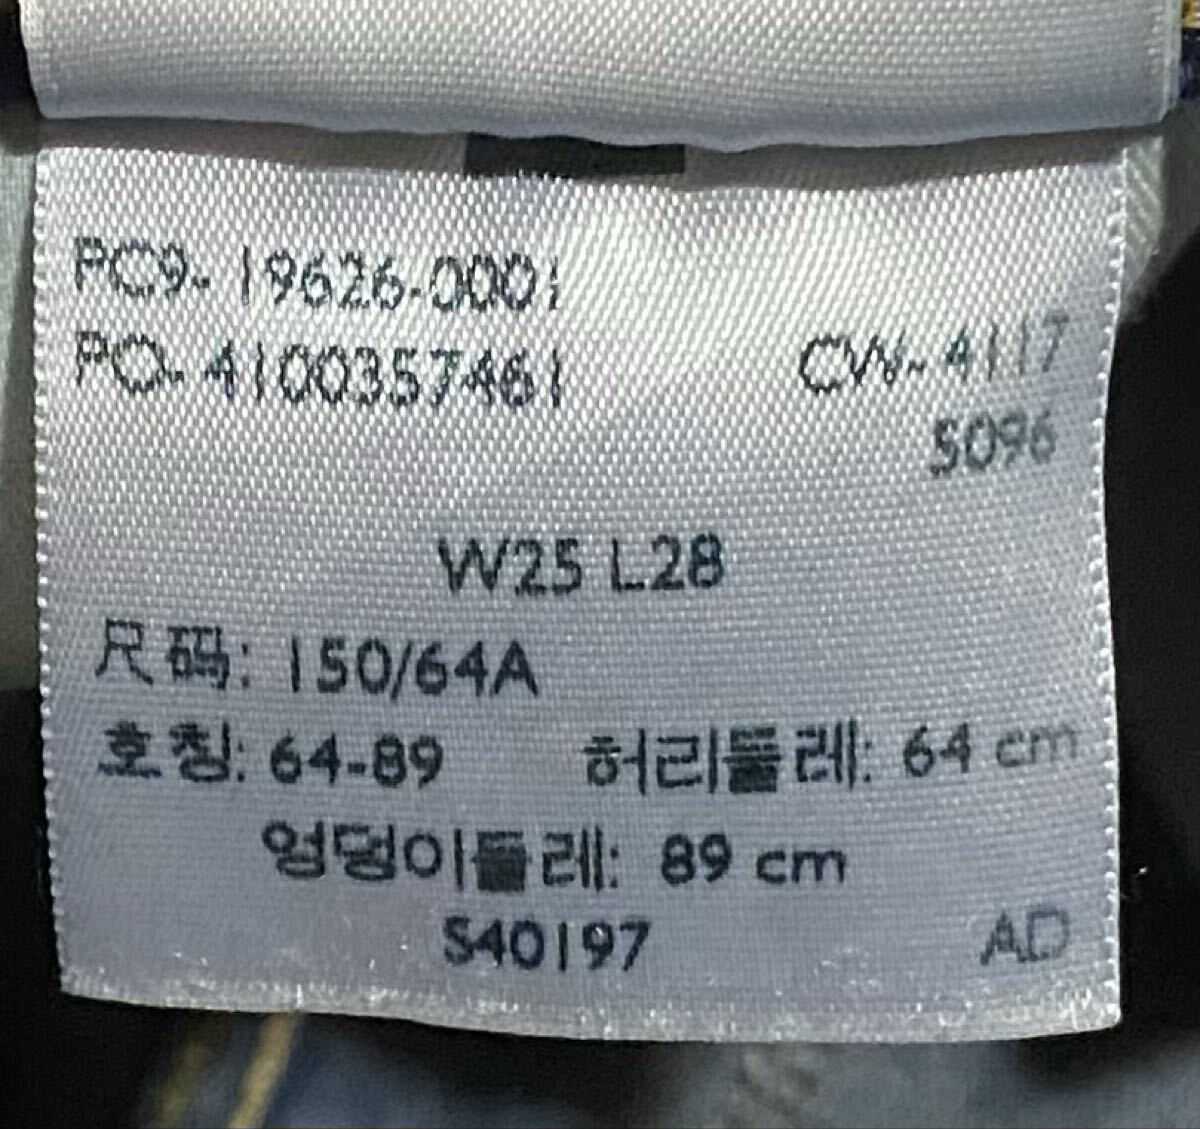 PC9- 19626-0001
PO- 4100357461
CW- 4117
5096
W25 L28
尺码: 150/64A
호칭: 64-89 허리둘레: 64 cm
엉덩이둘레: 89 cm
S40197 AD